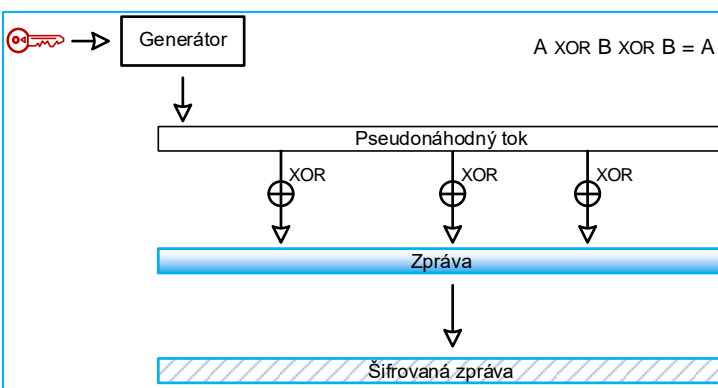 Generátor
A XOR B XOR B = A
Pseudonáhodný tok
XOR
XOR
XOR
Zpráva
Šifrovaná zpráva